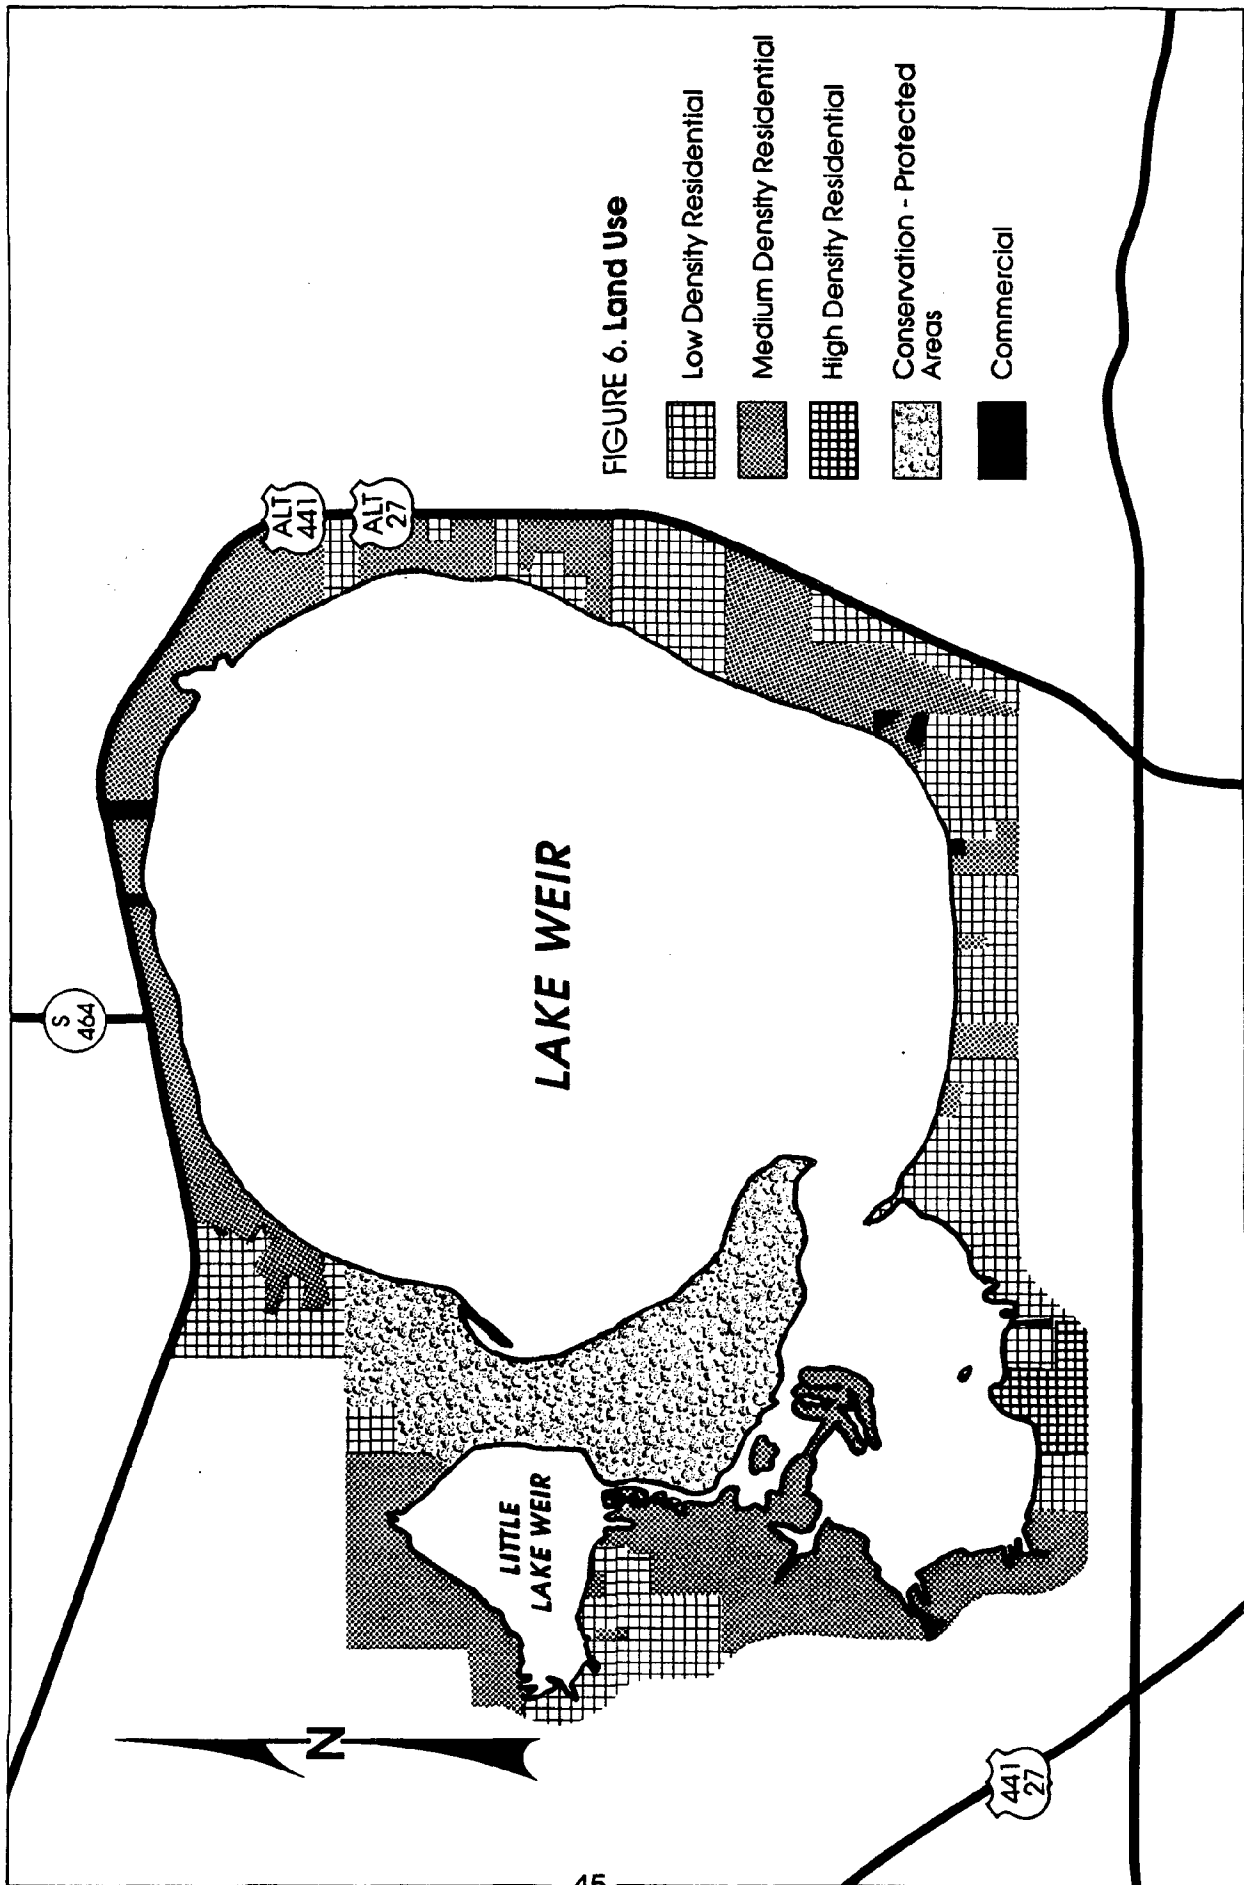 S
464
ALT
441
ALT
27
LAKE WEIR
LITTLE
LAKE WEIR
N
441
27
FIGURE 6. Land Use
Low Density Residential
Medium Density Residential
High Density Residential
Conservation - Protected
Areas
Commercial
45